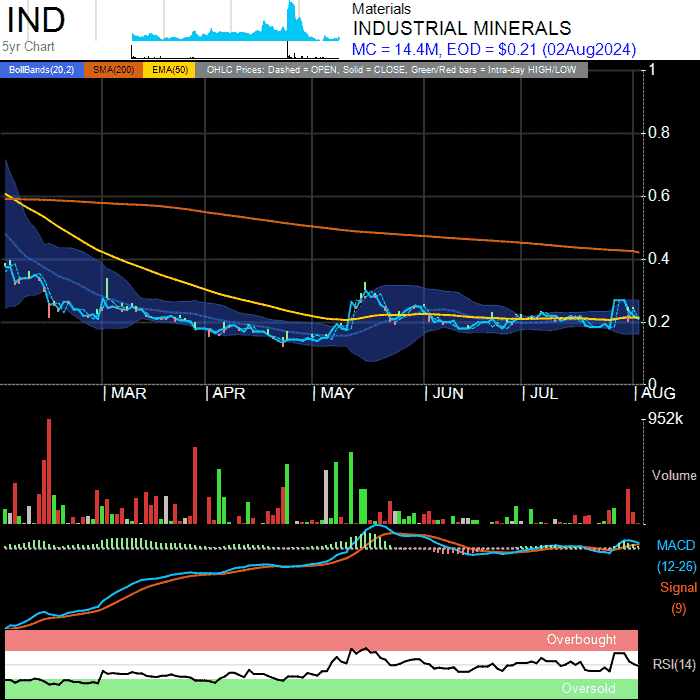 IND
5yr Chart
Materials
INDUSTRIAL MINERALS
MC = 14.4M, EOD = $0.21 (02Aug2024)
BollBands(20,2) SMA(200) EMA(50) OHLC Prices: Dashed = OPEN, Solid = CLOSE, Green/Red bars = Intra-day HIGH/LOW
1
0.8
0.6
0.4
0.2
0
MAR APR MAY JUN JUL AUG
952k
Volume
MACD
(12-26)
Signal
(9)
Overbought
RSI(14)
Oversold